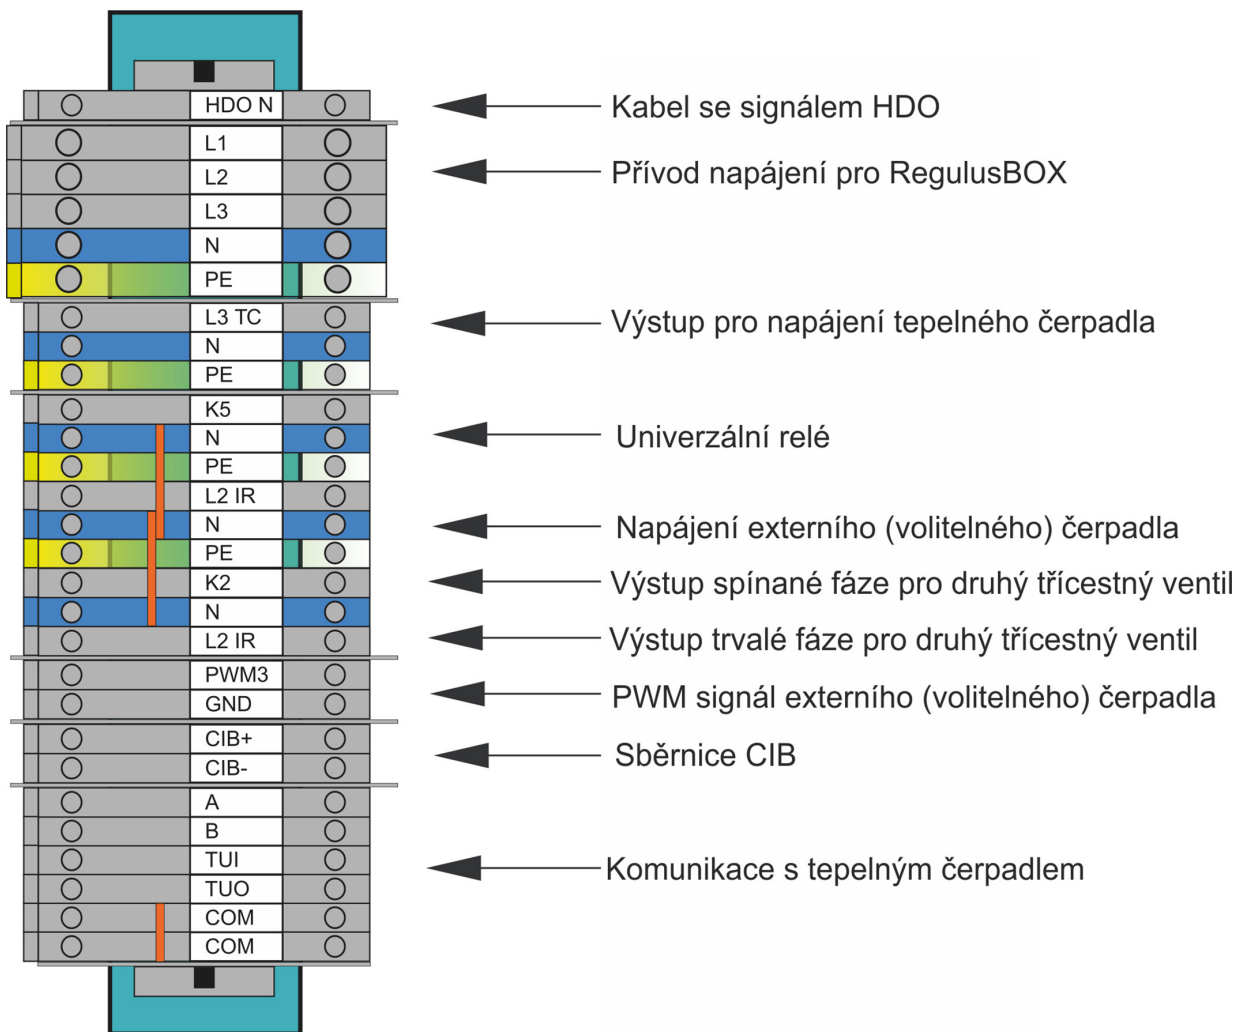 HDO N
Kabel se signálem HDO
L1
L2
Přívod napájení pro RegulusBOX
L3
N
PE
L3 TC
Výstup pro napájení tepelného čerpadla
N
PE
K5
N
Univerzální relé
PE
L2 IR
N
Napájení externího (volitelného) čerpadla
PE
K2
Výstup spínané fáze pro druhý třícestný ventil
N
L2 IR
Výstup trvalé fáze pro druhý třícestný ventil
PWM3
GND
PWM signál externího (volitelného) čerpadla
CIB+
Sběrnice CIB
CIB-
A
B
TUI
Komunikace s tepelným čerpadlem
TUO
COM
COM